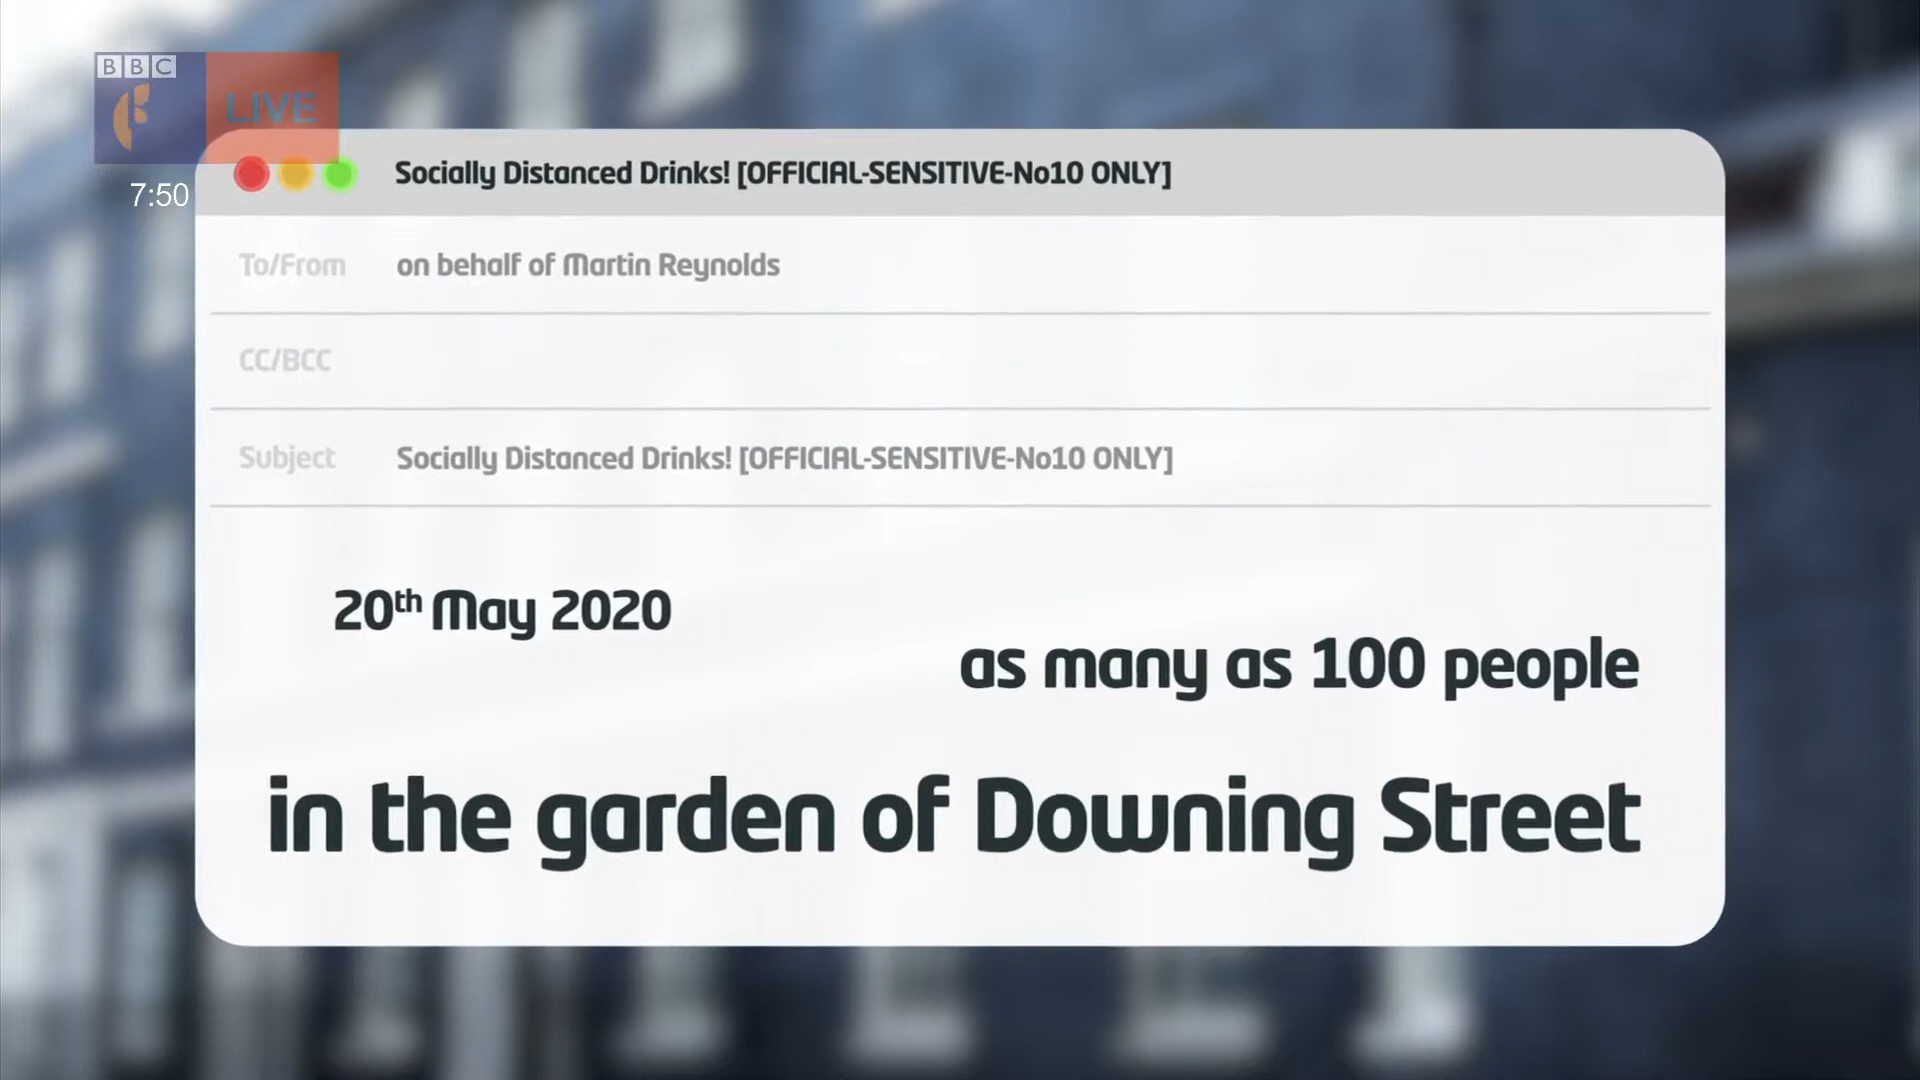 BBC
LIVE
7:50
Socially Distanced Drinks! [OFFICIAL-SENSITIVE-No10 ONLY]
To/From on behalf of Martin Reynolds
CC/BCC
Subject Socially Distanced Drinks! [OFFICIAL-SENSITIVE-No10 ONLY]
20th May 2020
as many as 100 people
in the garden of Downing Street